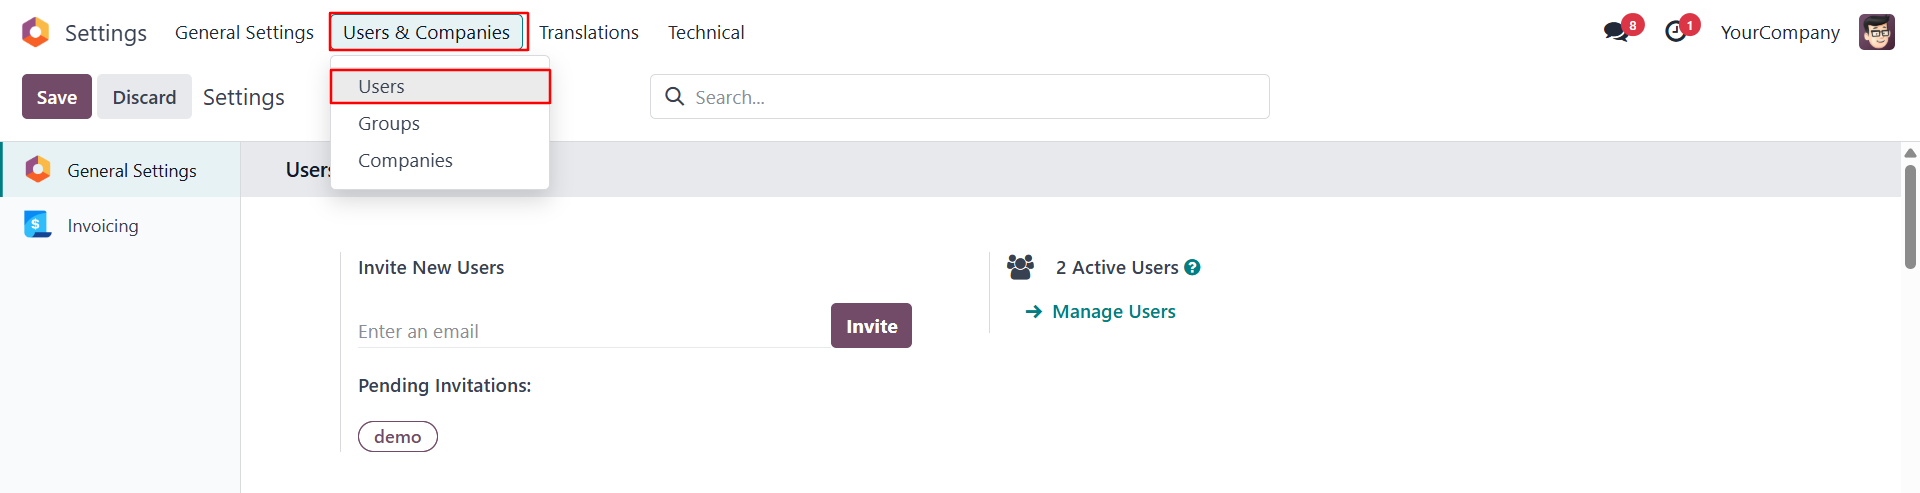 Settings General Settings Users & Companies Translations Technical 8 1 YourCompany
Save Discard Settings Search...
Users
Groups
Companies
General Settings
Users
Invoicing
Invite New Users
2 Active Users ?
Enter an email Invite
Manage Users
Pending Invitations:
demo